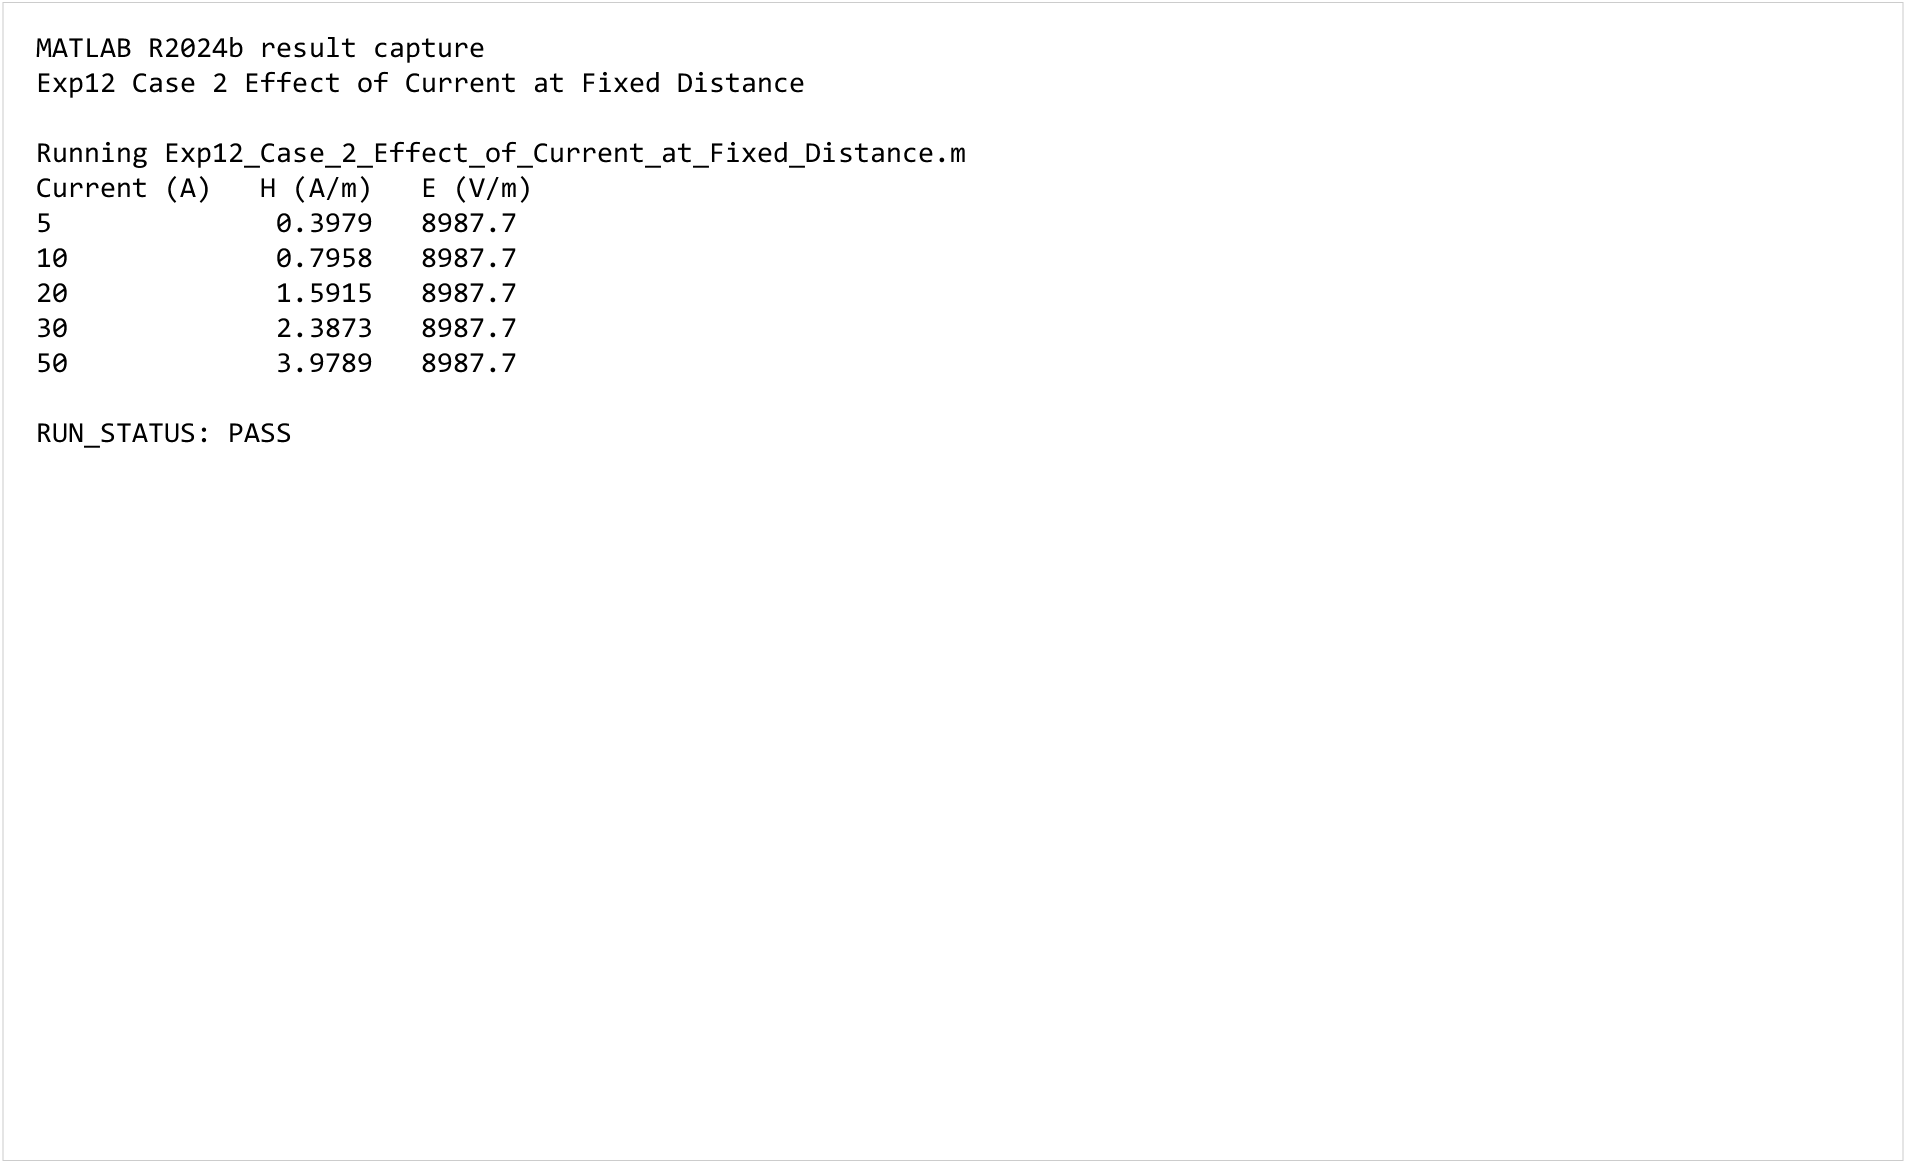 MATLAB R2024b result capture
Exp12 Case 2 Effect of Current at Fixed Distance
Running Exp12_Case_2_Effect_of_Current_at_Fixed_Distance.m
Current (A)   H (A/m)   E (V/m)
5              0.3979   8987.7
10             0.7958   8987.7
20             1.5915   8987.7
30             2.3873   8987.7
50             3.9789   8987.7
RUN_STATUS: PASS